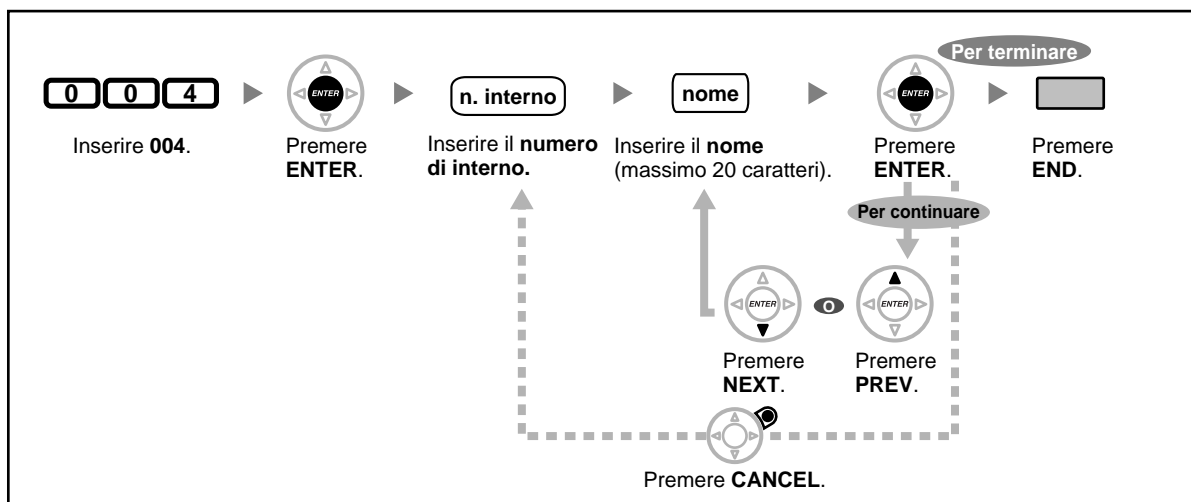 Per terminare
0 0 4
ENTER
n. interno
nome
ENTER
Inserire 004.
Premere
ENTER.
Inserire il numero
di interno.
Inserire il nome
(massimo 20 caratteri).
Premere
ENTER.
Premere
END.
Per continuare
ENTER
O
ENTER
Premere
NEXT.
Premere
PREV.
Premere CANCEL.